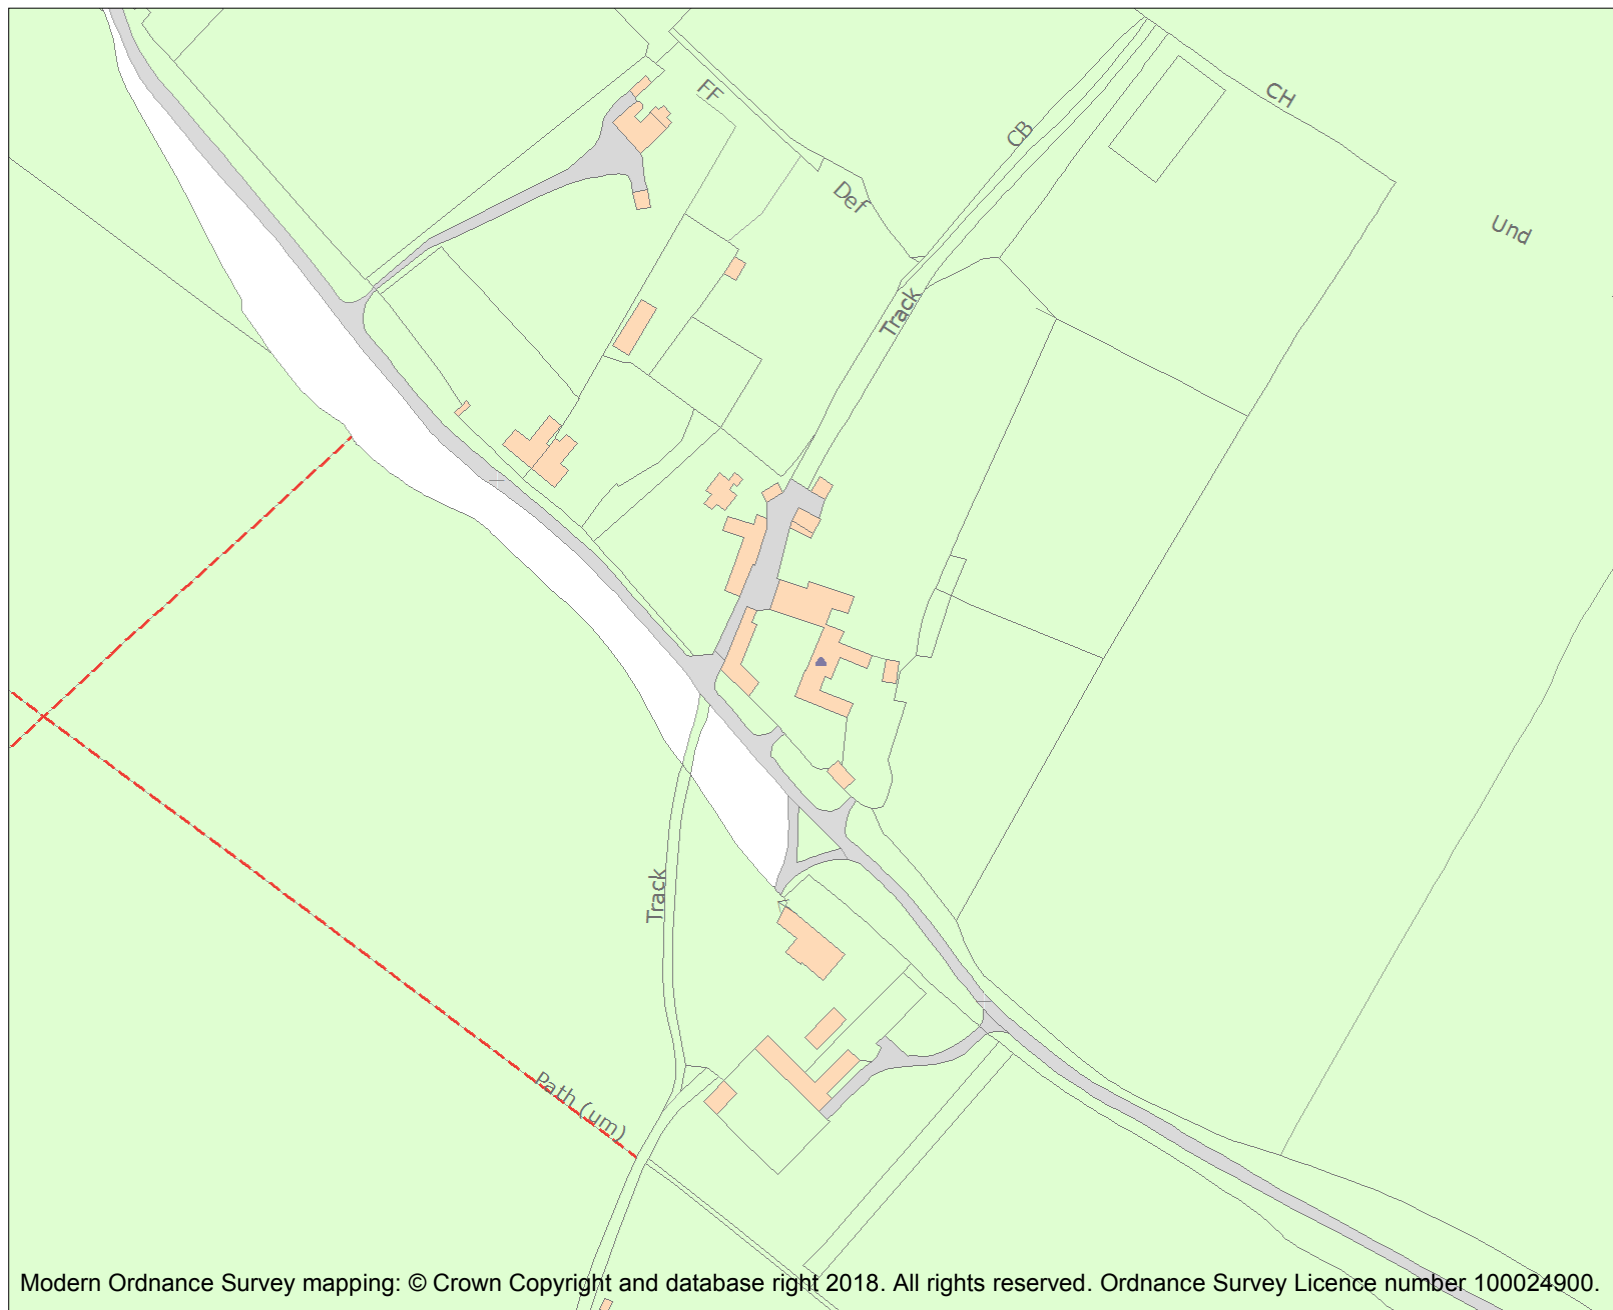 FF
CH
CB
Def
Und
Track
Track
Path (um)
Modern Ordnance Survey mapping: © Crown Copyright and database right 2018. All rights reserved. Ordnance Survey Licence number 100024900.